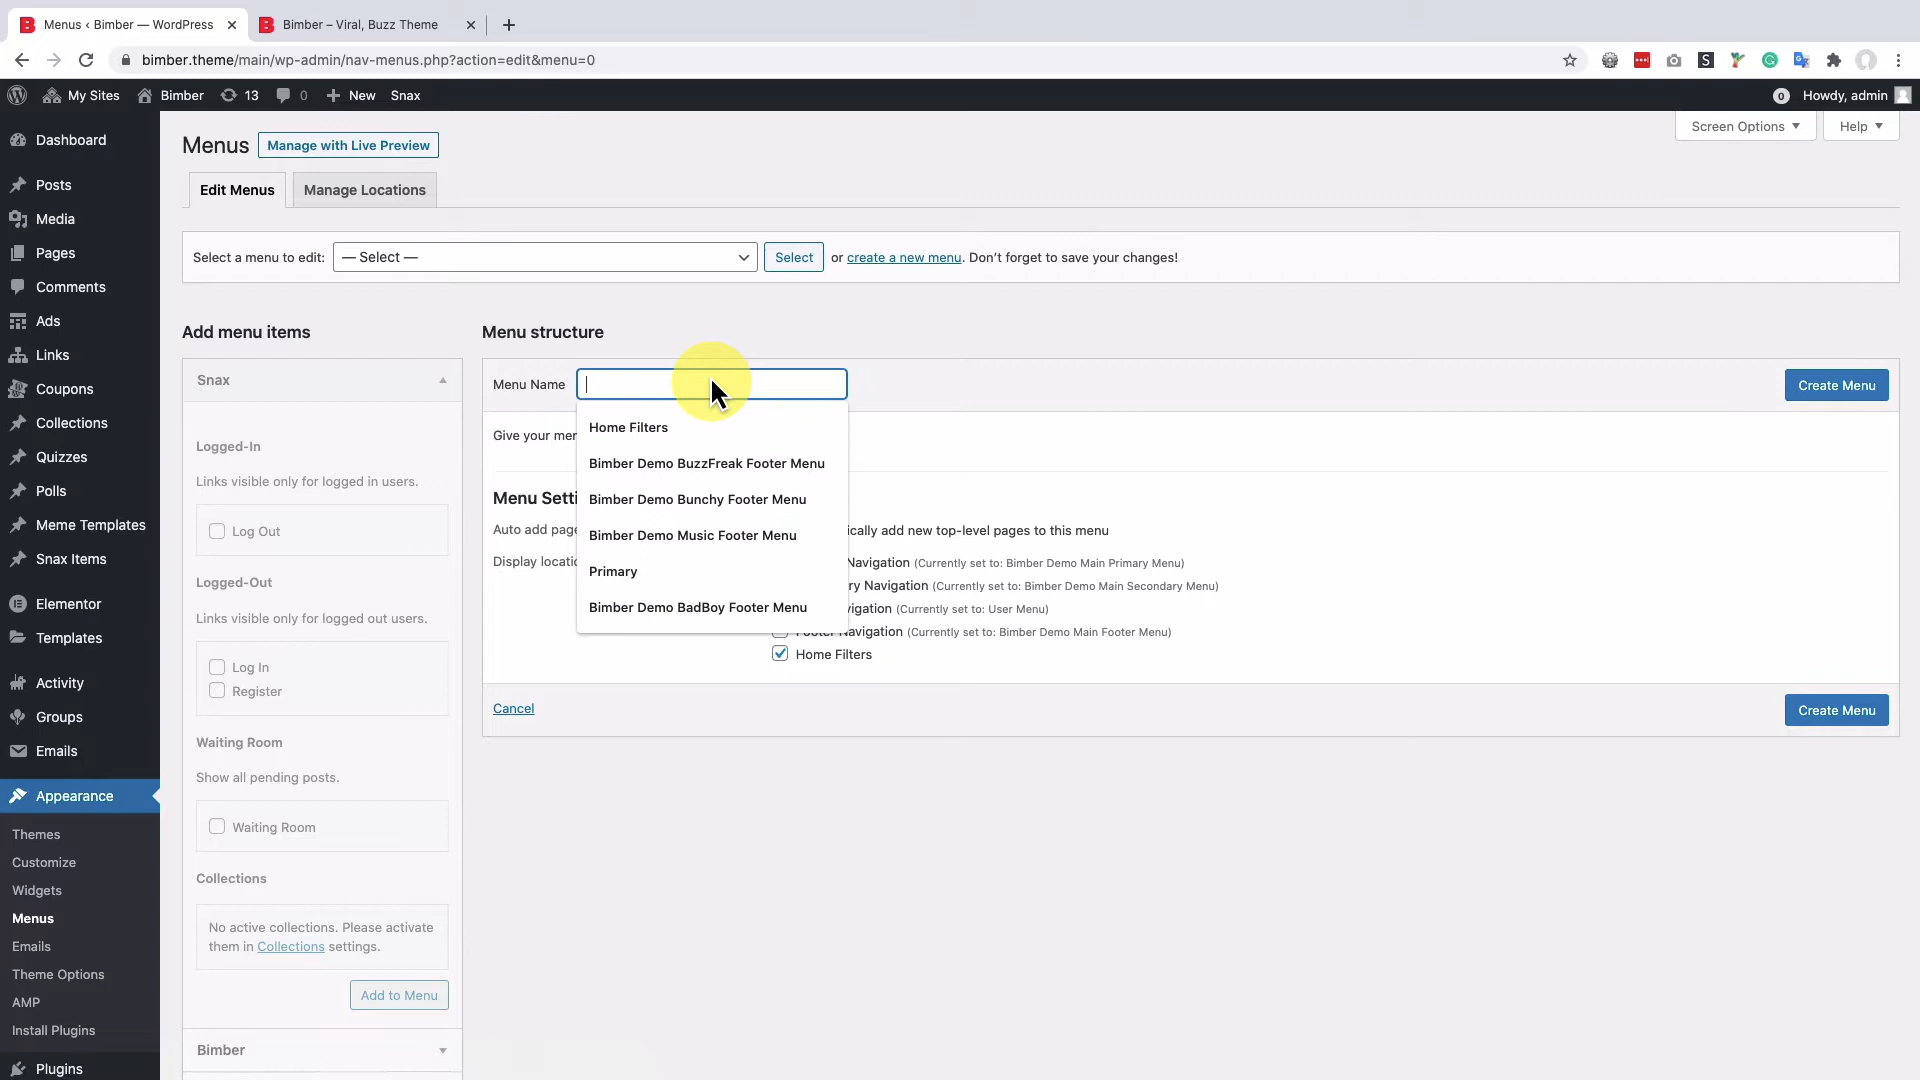 Menus ‹ Bimber — WordPress
Bimber – Viral, Buzz Theme
bimber.theme/main/wp-admin/nav-menus.php?action=edit&menu=0
My Sites
Bimber
13
0
New
Snax
0
Howdy, admin
Dashboard
Posts
Media
Pages
Comments
Ads
Links
Coupons
Collections
Quizzes
Polls
Meme Templates
Snax Items
Elementor
Templates
Activity
Groups
Emails
Appearance
Themes
Customize
Widgets
Menus
Emails
Theme Options
AMP
Install Plugins
Plugins
Screen Options
Help
Menus
Manage with Live Preview
Edit Menus
Manage Locations
Select a menu to edit: — Select — Select or create a new menu. Don’t forget to save your changes!
Add menu items
Snax
Logged-In
Links visible only for logged in users.
Log Out
Logged-Out
Links visible only for logged out users.
Log In
Register
Waiting Room
Show all pending posts.
Waiting Room
Collections
No active collections. Please activate
them in Collections settings.
Add to Menu
Bimber
Menu structure
Menu Name
Create Menu
Home Filters
Bimber Demo BuzzFreak Footer Menu
Bimber Demo Bunchy Footer Menu
Bimber Demo Music Footer Menu
Primary
Bimber Demo BadBoy Footer Menu
Give your
Menu
Auto add
add new top-level pages to this menu
Display
Navigation (Currently set to: Bimber Demo Main Primary Menu)
Navigation (Currently set to: Bimber Demo Main Secondary Menu)
(Currently set to: User Menu)
Footer Navigation (Currently set to: Bimber Demo Main Footer Menu)
Home Filters
Cancel
Create Menu